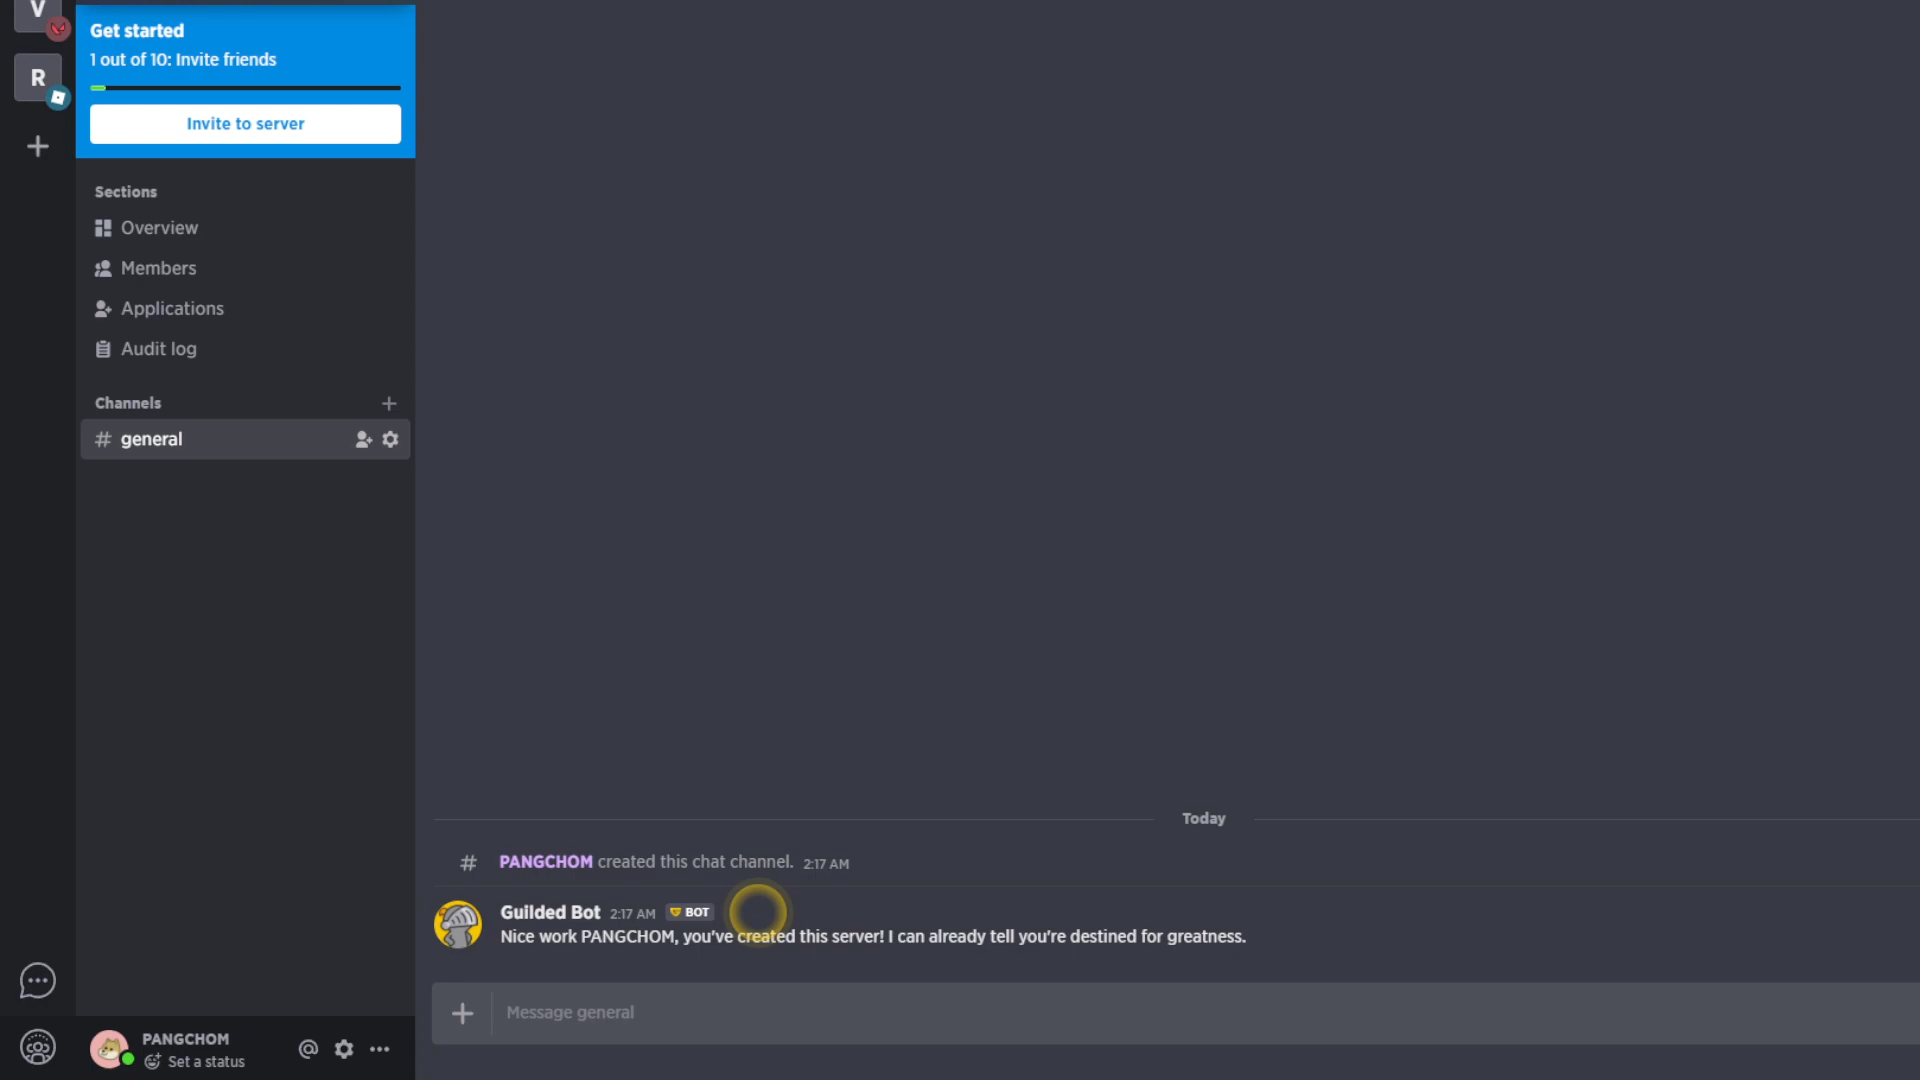 V
Get started
1 out of 10: Invite friends
R
Invite to server
Sections
Overview
Members
Applications
Audit log
Channels
# general
Today
# PANGCHOM created this chat channel. 2:17 AM
Guilded Bot 2:17 AM BOT
Nice work PANGCHOM, you've created this server! I can already tell you're destined for greatness.
Message general
PANGCHOM
Set a status